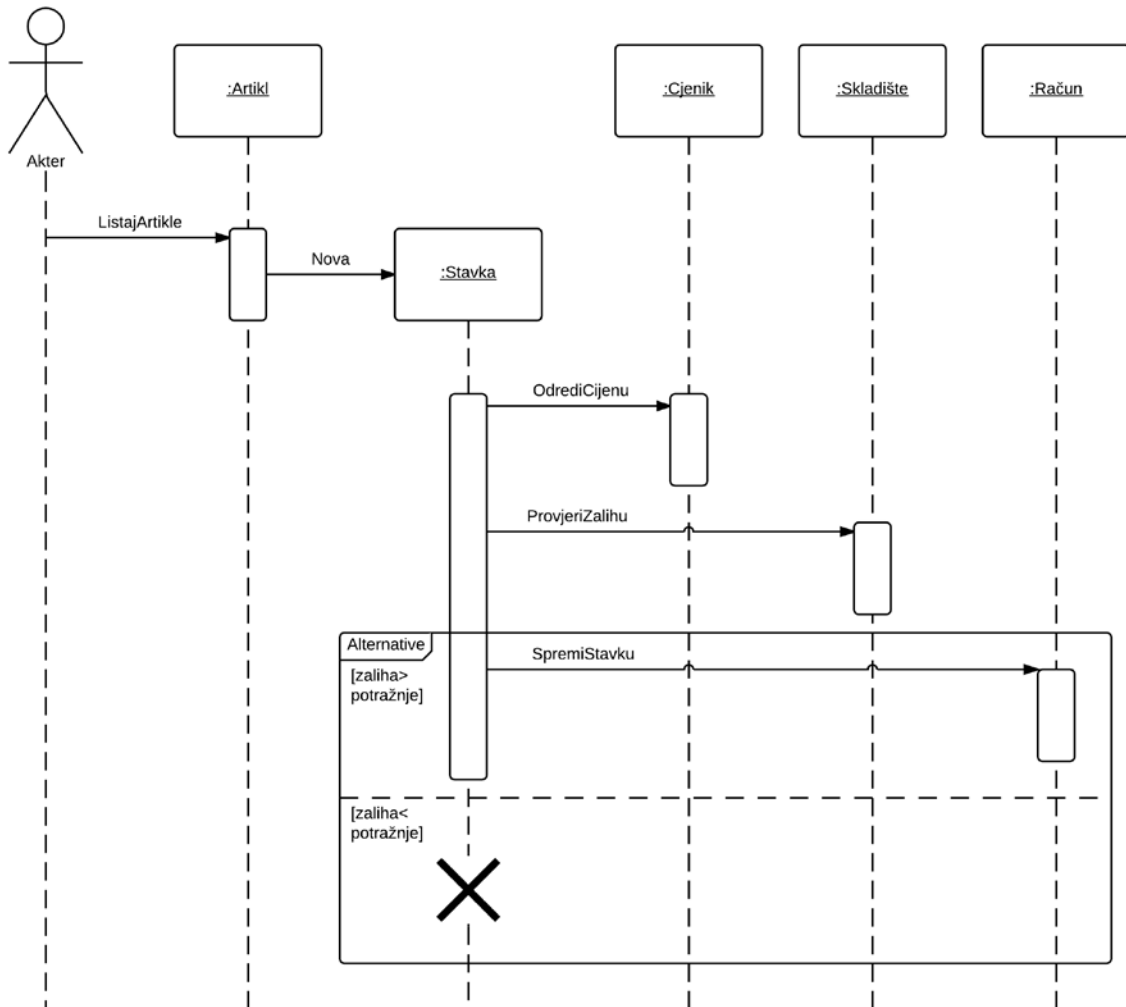 :Artikl
:Cjenik
:Skladište
:Račun
Akter
ListajArtikle
Nova
:Stavka
OdrediCijenu
ProvjeriZalihu
Alternative
SpremiStavku
[zaliha>
potražnje]
[zaliha<
potražnje]